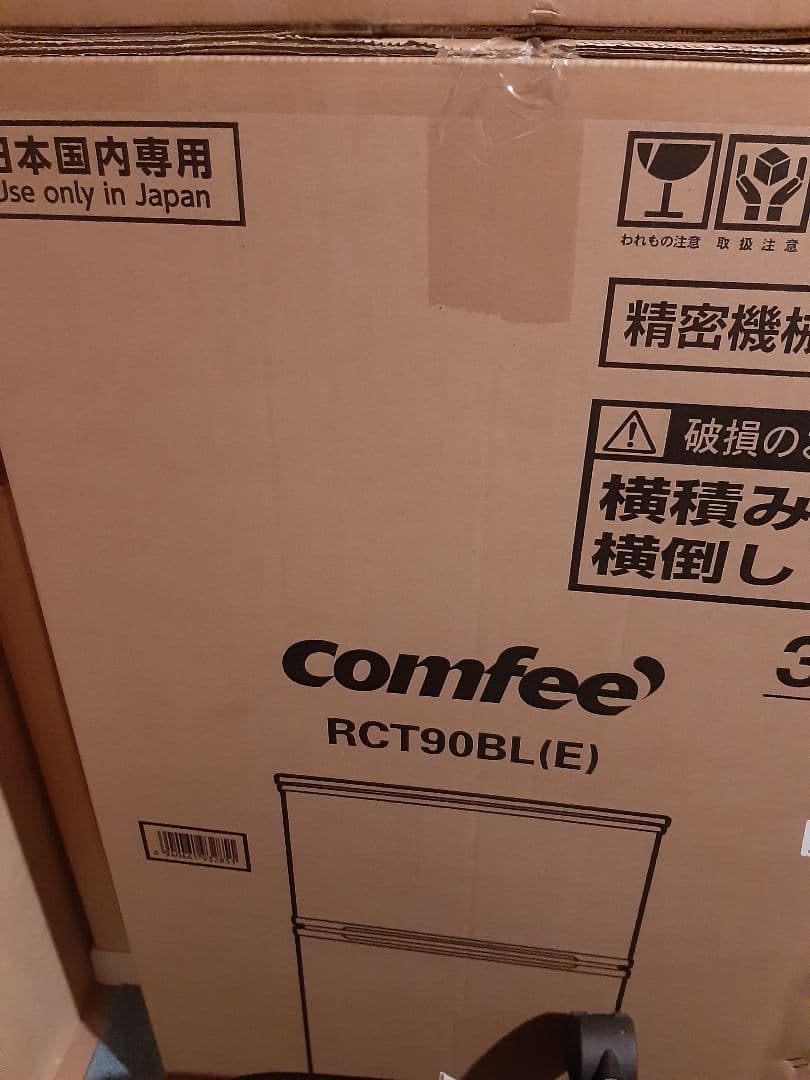 日本国内専用
Use only in Japan
われもの注意 取扱注意
精密機械
破損の
横積み
横倒し
comfee'
RCT90BL(E)